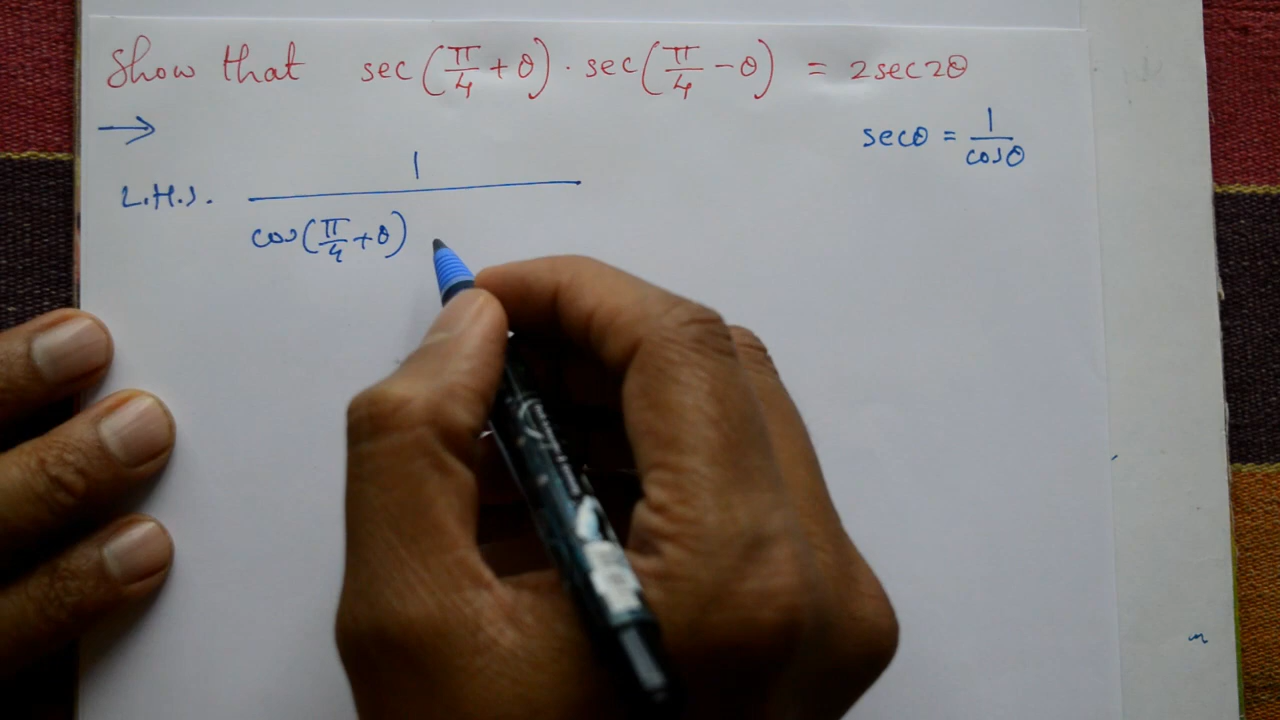 Show that sec(π/4 + θ) · sec(π/4 − θ) = 2sec2θ
→
secθ = 1/cosθ
L.H.S. 1/cos(π/4 + θ)